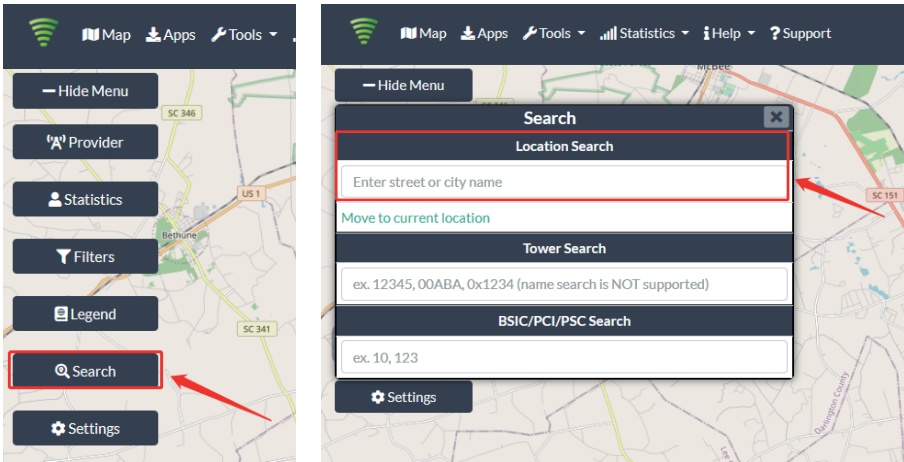 Map Apps Tools
Hide Menu
SC 346
Provider
Statistics
US 1
Bethune
Filters
Legend
SC 341
Search
Settings
Map Apps Tools Statistics Help Support
McBee
Hide Menu
Search
Location Search
Enter street or city name
SC 151
Move to current location
Tower Search
ex. 12345, 00ABA, 0x1234 (name search is NOT supported)
BSIC/PCI/PSC Search
ex. 10, 123
Settings
Darlington County